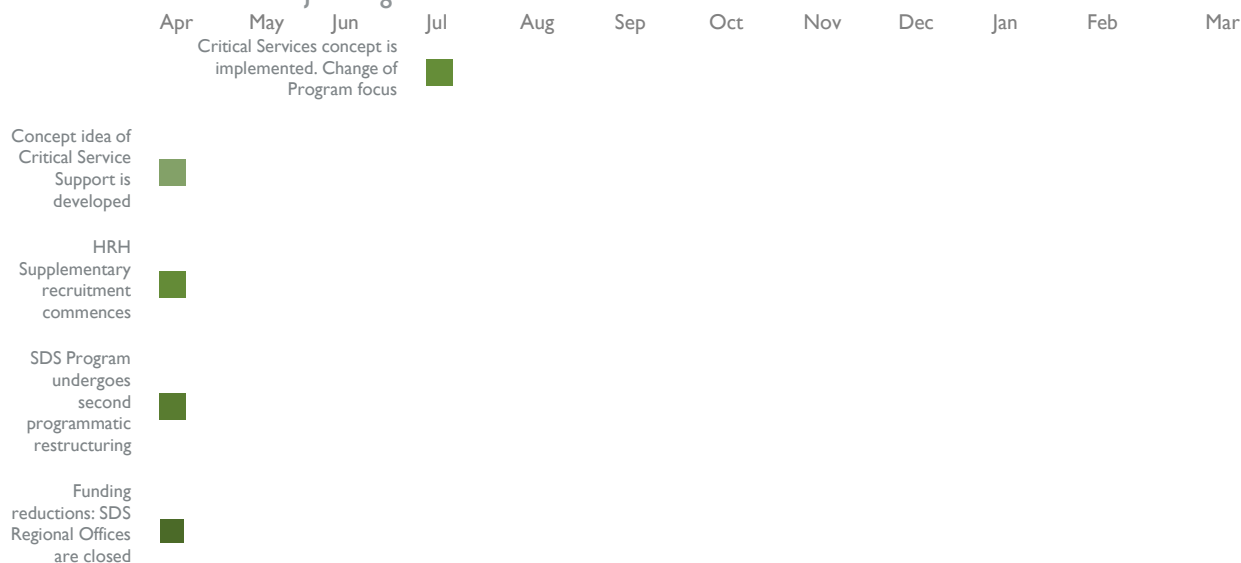 Apr May Jun Jul Aug Sep Oct Nov Dec Jan Feb Mar
Critical Services concept is
implemented. Change of
Program focus
Concept idea of
Critical Service
Support is
developed
HRH
Supplementary
recruitment
commences
SDS Program
undergoes
second
programmatic
restructuring
Funding
reductions: SDS
Regional Offices
are closed